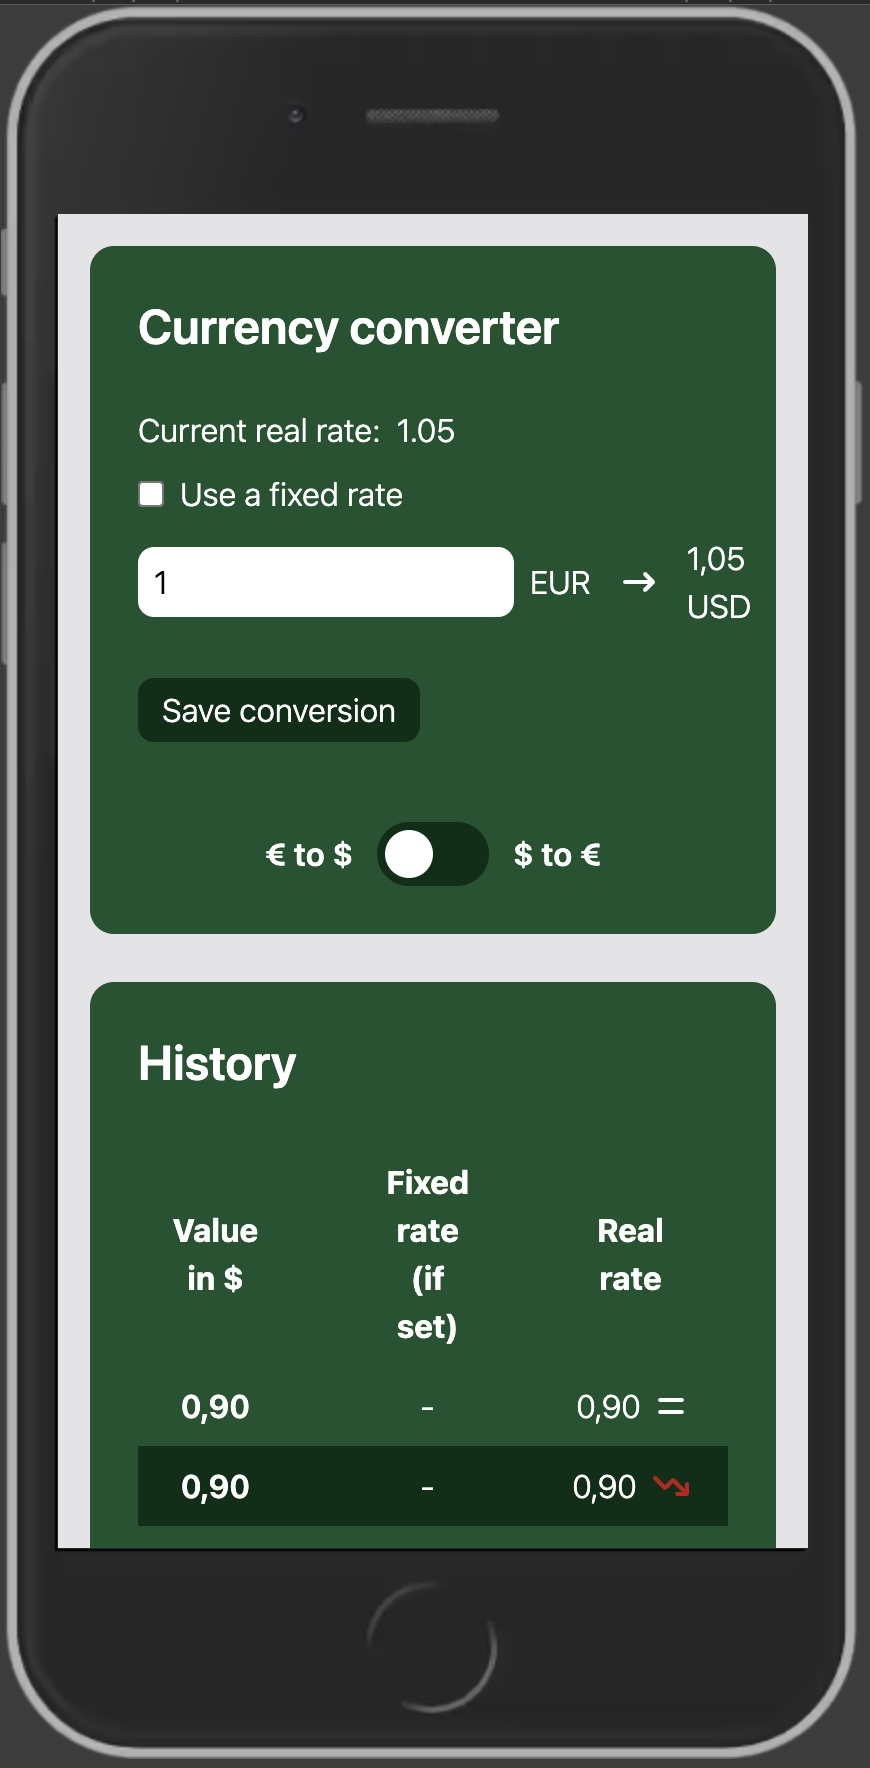 Currency converter
Current real rate: 1.05
Use a fixed rate
1 EUR → 1,05 USD
Save conversion
€ to $ $ to €
History
Value in $ Fixed rate (if set) Real rate
0,90 - 0,90 =
0,90 - 0,90